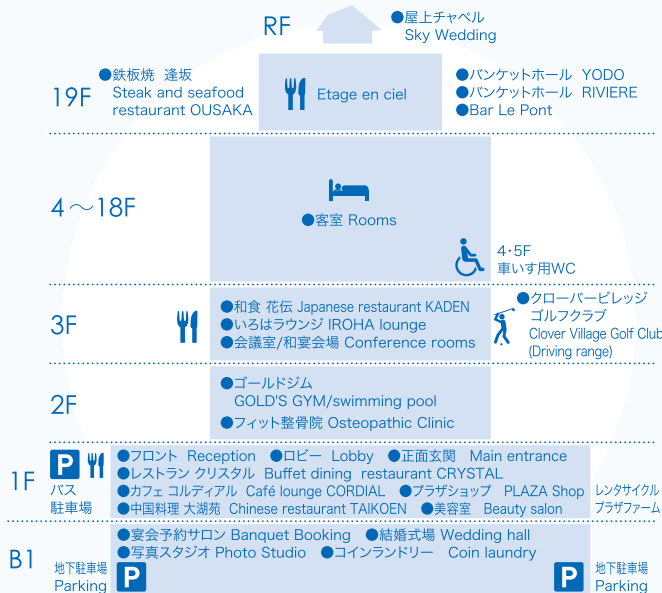 RF
●屋上チャペル
Sky Wedding
19F
●鉄板焼 逢坂
Steak and seafood
restaurant OUSAKA
Etage en ciel
●バンケットホール YODO
●バンケットホール RIVIERE
●Bar Le Pont
4～18F
●客室 Rooms
4・5F
車いす用WC
3F
●和食 花伝 Japanese restaurant KADEN
●いろはラウンジ IROHA lounge
●会議室/和宴会場 Conference rooms
●クローバービレッジ
ゴルフクラブ
Clover Village Golf Club
(Driving range)
2F
●ゴールドジム
GOLD'S GYM/swimming pool
●フィット整骨院 Osteopathic Clinic
1F
P
バス
駐車場
●フロント Reception ●ロビー Lobby ●正面玄関 Main entrance
●レストラン クリスタル Buffet dining restaurant CRYSTAL
●カフェ コルディアル Café lounge CORDIAL ●プラザショップ PLAZA Shop
●中国料理 大湖苑 Chinese restaurant TAIKOEN ●美容室 Beauty salon
レンタサイクル
プラザファーム
B1
●宴会予約サロン Banquet Booking ●結婚式場 Wedding hall
●写真スタジオ Photo Studio ●コインランドリー Coin laundry
地下駐車場
Parking
P
P
地下駐車場
Parking